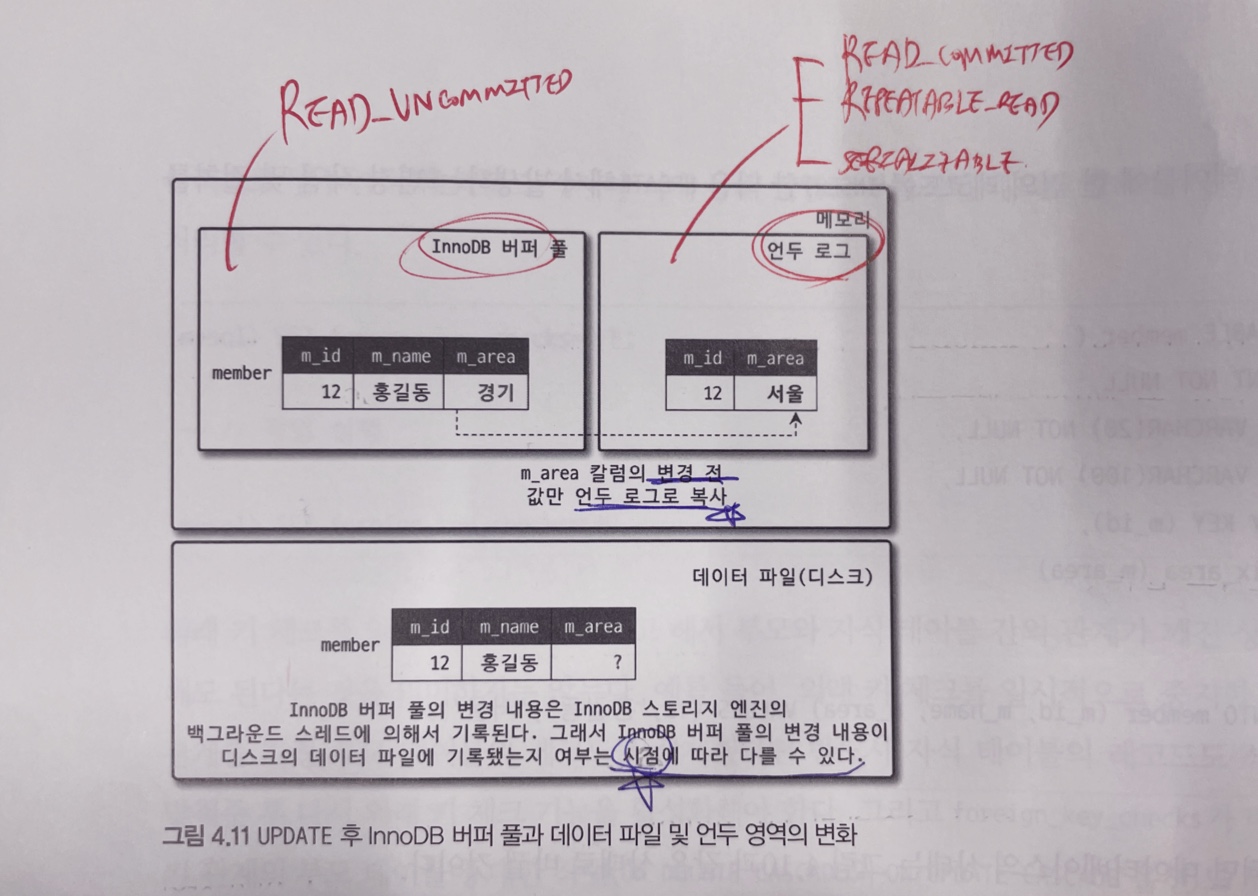 READ_UNCOMMITTED
READ_COMMITTED
REPEATABLE_READ
SERIALIZABLE
메모리
InnoDB 버퍼 풀
언두 로그
m_id m_name m_area
member
12 홍길동 경기
m_id m_area
12 서울
m_area 칼럼의 변경 전
값만 언두 로그로 복사
데이터 파일(디스크)
m_id m_name m_area
member
12 홍길동 ?
InnoDB 버퍼 풀의 변경 내용은 InnoDB 스토리지 엔진의
백그라운드 스레드에 의해서 기록된다. 그래서 InnoDB 버퍼 풀의 변경 내용이
디스크의 데이터 파일에 기록됐는지 여부는 시점에 따라 다를 수 있다.
그림 4.11 UPDATE 후 InnoDB 버퍼 풀과 데이터 파일 및 언두 영역의 변화